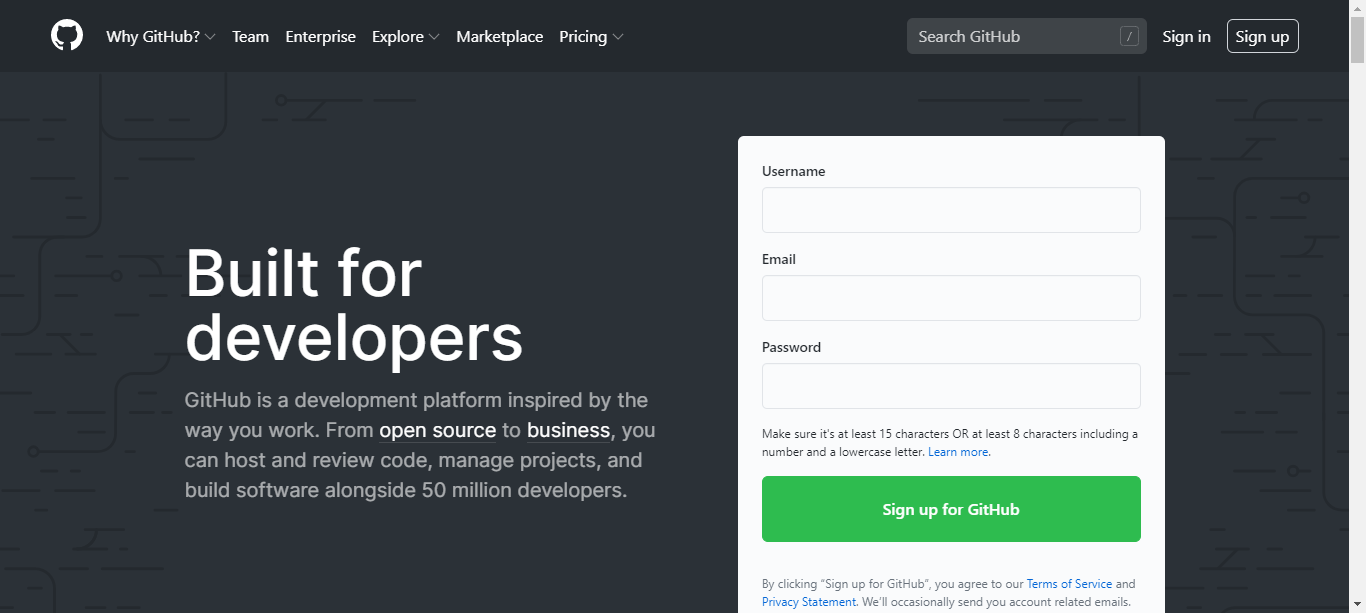 Why GitHub? Team Enterprise Explore Marketplace Pricing Search GitHub / Sign in Sign up
Built for
developers
GitHub is a development platform inspired by the
way you work. From open source to business, you
can host and review code, manage projects, and
build software alongside 50 million developers.
Username
Email
Password
Make sure it's at least 15 characters OR at least 8 characters including a
number and a lowercase letter. Learn more.
Sign up for GitHub
By clicking “Sign up for GitHub”, you agree to our Terms of Service and
Privacy Statement. We’ll occasionally send you account related emails.